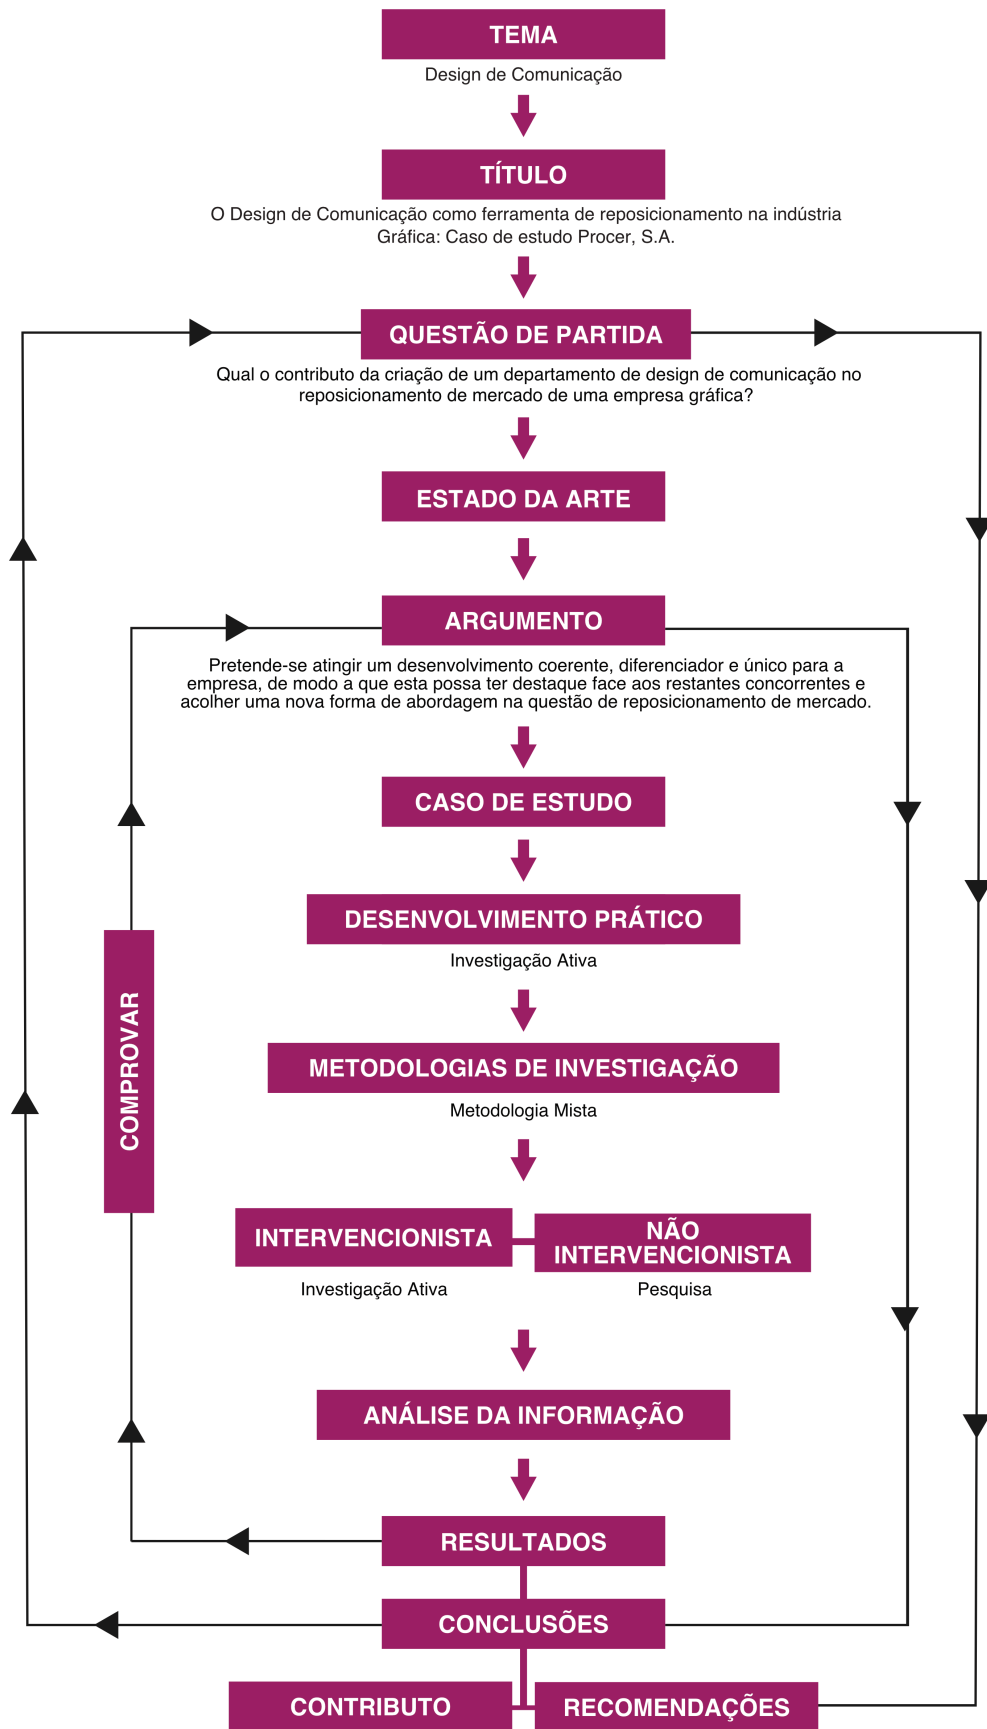 TEMA
Design de Comunicação
TÍTULO
O Design de Comunicação como ferramenta de reposicionamento na indústria
Gráfica: Caso de estudo Procer, S.A.
QUESTÃO DE PARTIDA
Qual o contributo da criação de um departamento de design de comunicação no
reposicionamento de mercado de uma empresa gráfica?
ESTADO DA ARTE
ARGUMENTO
Pretende-se atingir um desenvolvimento coerente, diferenciador e único para a
empresa, de modo a que esta possa ter destaque face aos restantes concorrentes e
acolher uma nova forma de abordagem na questão de reposicionamento de mercado.
CASO DE ESTUDO
DESENVOLVIMENTO PRÁTICO
Investigação Ativa
COMPROVAR
METODOLOGIAS DE INVESTIGAÇÃO
Metodologia Mista
INTERVENCIONISTA
Investigação Ativa
NÃO
INTERVENCIONISTA
Pesquisa
ANÁLISE DA INFORMAÇÃO
RESULTADOS
CONCLUSÕES
CONTRIBUTO
RECOMENDAÇÕES